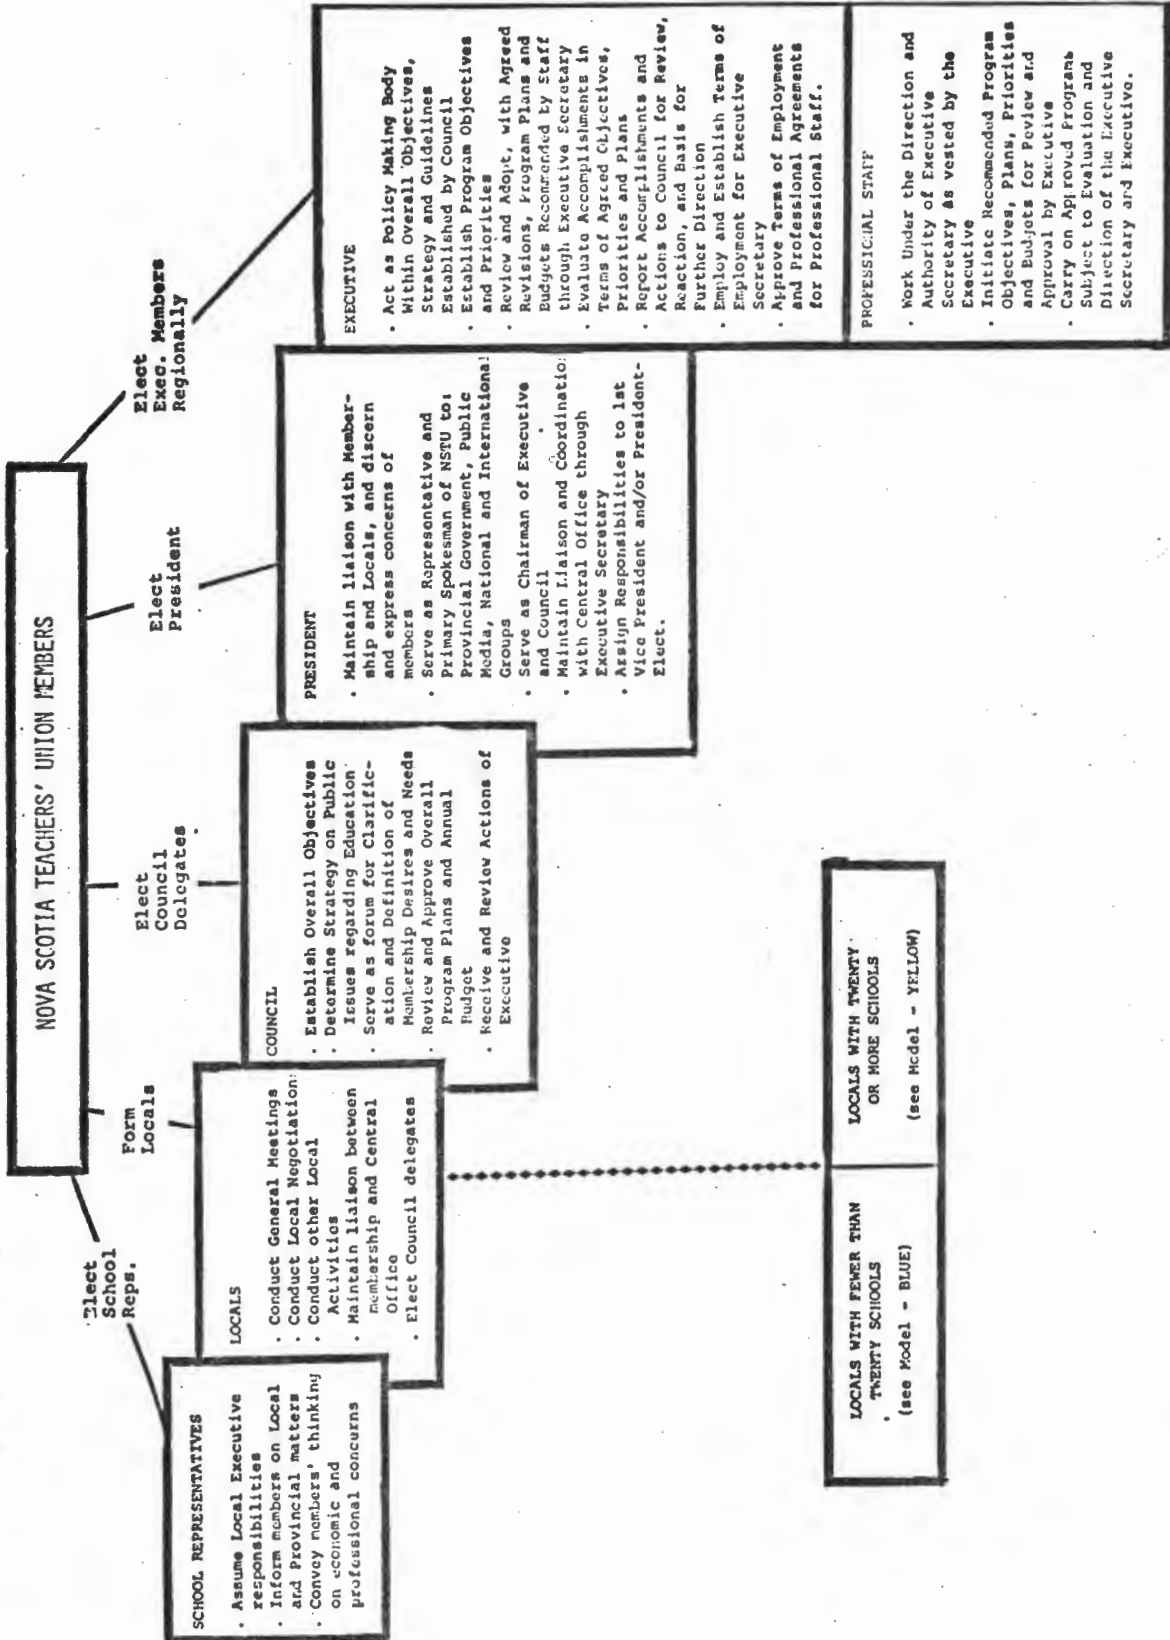 NOVA SCOTIA TEACHERS' UNION MEMBERS
Elect
School
Reps.
Form
Locals
Elect
Council
Delegates
Elect
President
Elect
Exec. Members
Regionally
SCHOOL REPRESENTATIVES
. Assume Local Executive
responsibilities
. Inform members on Local
and Provincial matters
. Convey members' thinking
on economic and
professional concurns
LOCALS
. Conduct General Meetings
. Conduct Local Negotiation
. Conduct other Local
Activities
. Maintain liaison between
membership and Central
Office
. Elect Council delegates
COUNCIL
. Establish Overall Objectives
. Determine Strategy on Public
Issues regarding Education
. Serve as forum for Clarific-
ation and Definition of
Membership Desires and Needs
. Review and Approve Overall
Program Plans and Annual
Budget
. Receive and Review Actions of
Executive
PRESIDENT
. Maintain liaison with Member-
ship and Locals, and discern
and express concerns of
members
. Serve as Representative and
Primary Spokesman of NSTU to:
Provincial Government, Public
Media, National and International
Groups
. Serve as Chairman of Executive
and Council
. Maintain Liaison and Coordinatio
with Central Office through
Executive Secretary
. Assign Responsibilities to 1st
Vice President and/or President-
Elect.
EXECUTIVE
. Act as Policy Making Body
Within Overall Objectives,
Strategy and Guidelines
Established by Council
. Establish Program Objectives
and Priorities
. Review and Adopt, with Agreed
Revisions, Program Plans and
Budgets Recommended by Staff
through Executive Secretary
. Evaluate Accomplishments in
Terms of Agreed Objectives,
Priorities and Plans
. Report Accomplishments and
Actions to Council for Review,
Reaction, and Basis for
Further Direction
. Employ and Establish Terms of
Employment for Executive
Secretary
. Approve Terms of Employment
and Professional Agreements
for Professional Staff.
PROFESSIONAL STAFF
. Work Under the Direction and
Authority of Executive
Secretary as vested by the
Executive
. Initiate Recommended Program
Objectives, Plans, Priorities
and Budgets for Review and
Approval by Executive
. Carry on Approved Programs
Subject to Evaluation and
Direction of the Executive
Secretary and Executive.
LOCALS WITH FEWER THAN
TWENTY SCHOOLS
(see Model - BLUE)
LOCALS WITH TWENTY
OR MORE SCHOOLS
(see Model - YELLOW)